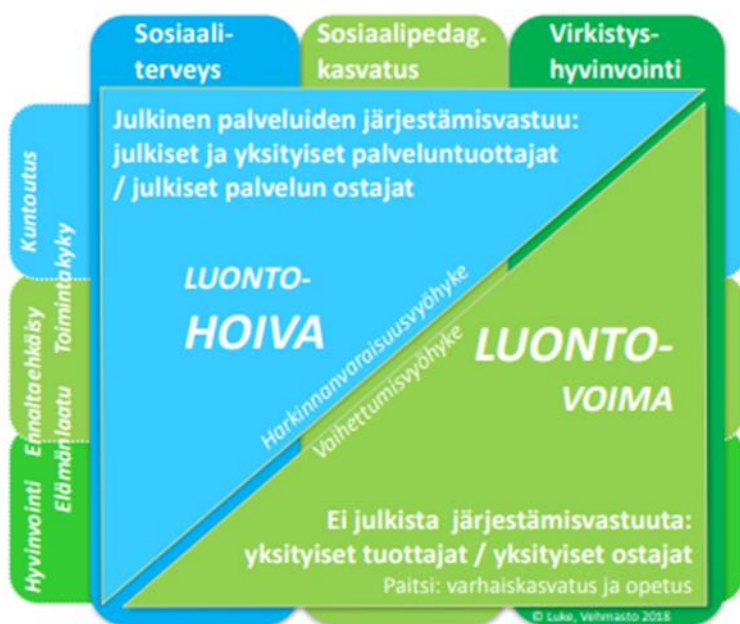 Sosiaali-
terveys
Sosiaalipedag.
kasvatus
Virkistys-
hyvinvointi
Julkinen palveluiden järjestämisvastuu:
julkiset ja yksityiset palveluntuottajat
/ julkiset palvelun ostajat
Kuntoutus
Toimintakyky
Ennaltaehkäisy
Elämänlaatu
Hyvinvointi
LUONTO-
HOIVA
Harkinnanvaraisuusvyöhyke
Vaihettumisvyöhyke
LUONTO-
VOIMA
Ei julkista järjestämisvastuuta:
yksityiset tuottajat / yksityiset ostajat
Paitsi: varhaiskasvatus ja opetus
© Luke, Vehmasto 2018